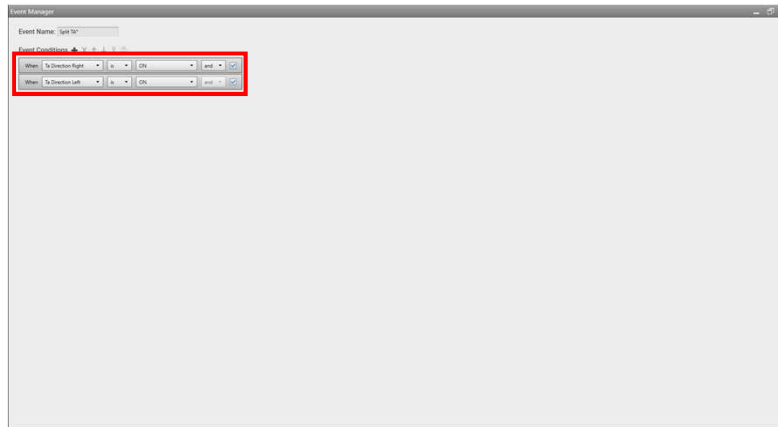 Event Manager
Event Name: Split TA*
Event Conditions
When Ta Direction Right is ON and
When Ta Direction Left is ON and